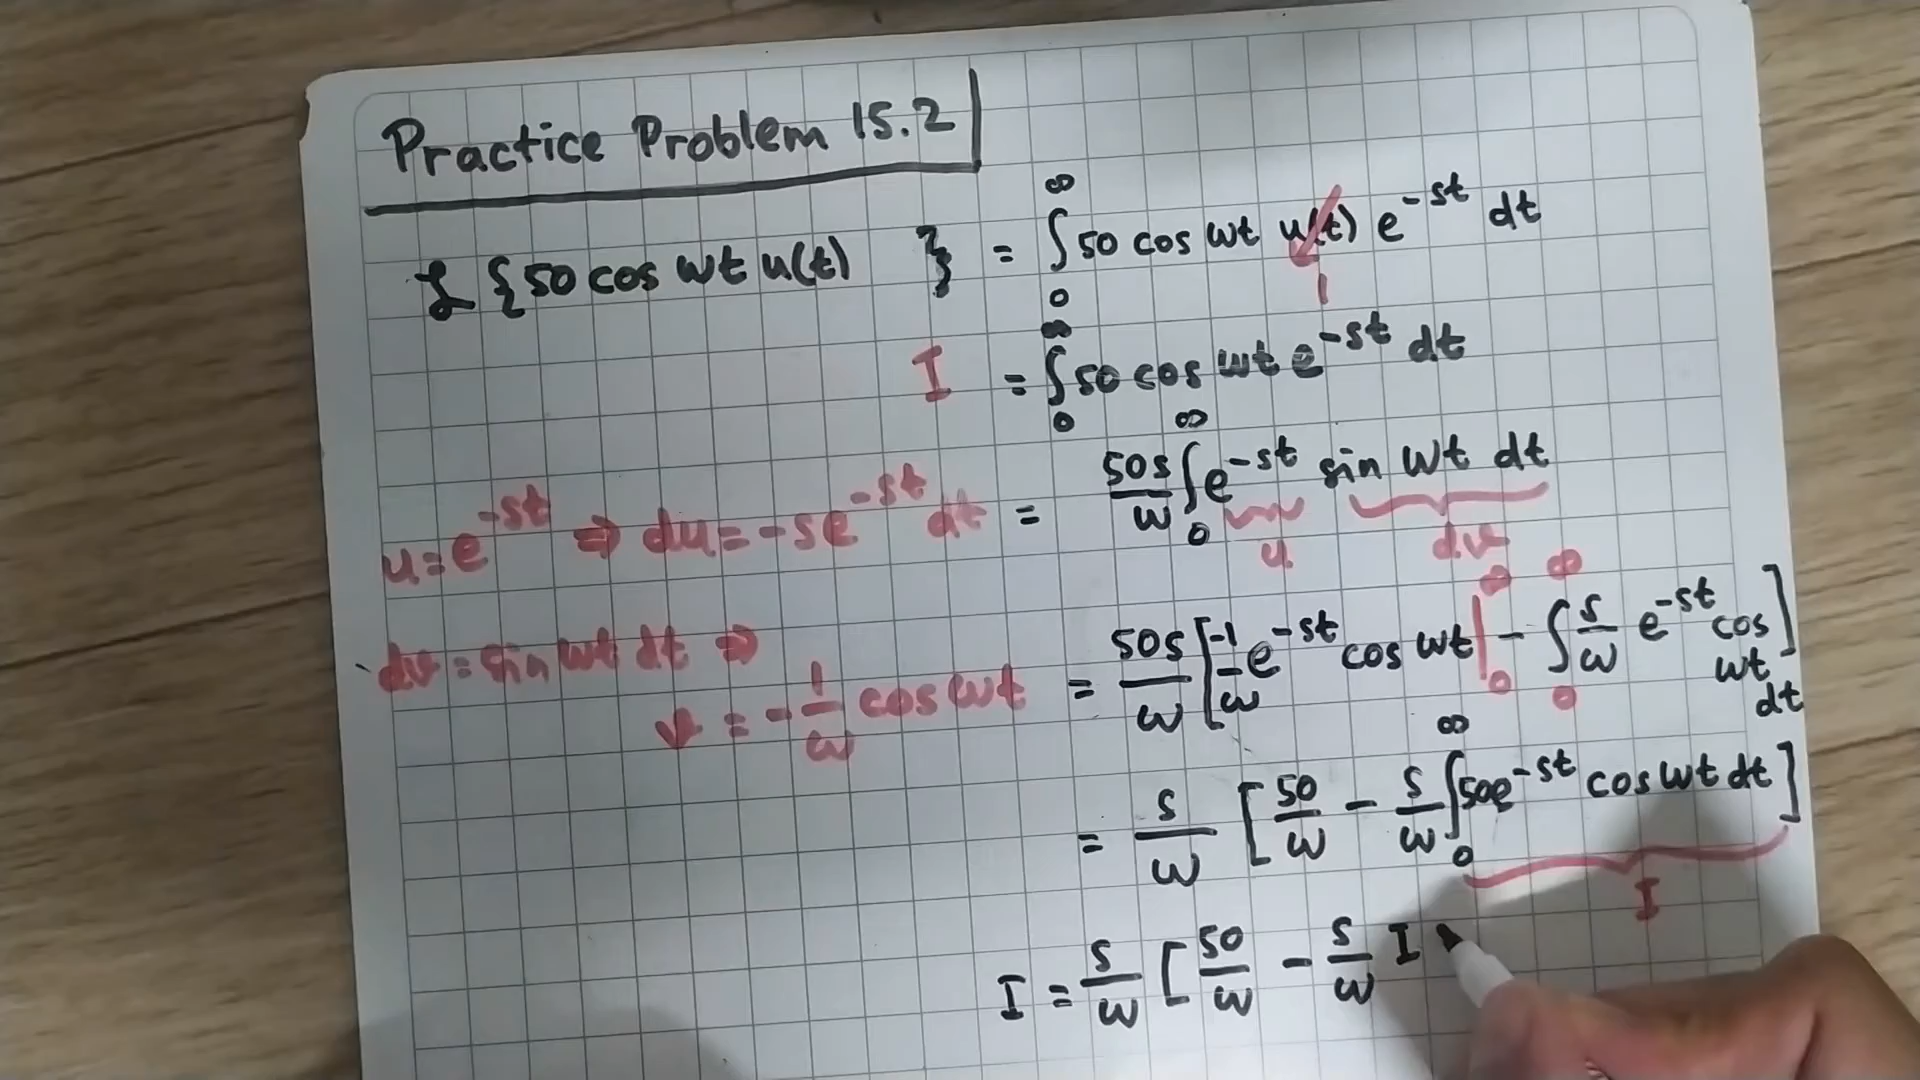 Practice Problem 15.2
ℒ {50 cos ωt u(t) } = ∫₀^∞ 50 cos ωt u(t) e^-st dt
1
I = ∫₀^∞ 50 cos ωt e^-st dt
= 50s/ω ∫₀^∞ e^-st sin ωt dt
u dv
u = e^-st ⇒ du = -se^-st dt
= 50s/ω [-1/ω e^-st cos ωt |₀^∞ - ∫₀^∞ s/ω e^-st cos ωt dt]
dv = sin ωt dt ⇒
v = -1/ω cos ωt
= s/ω [50/ω - s/ω ∫₀^∞ 50e^-st cos ωt dt]
I
I = s/ω [50/ω - s/ω I